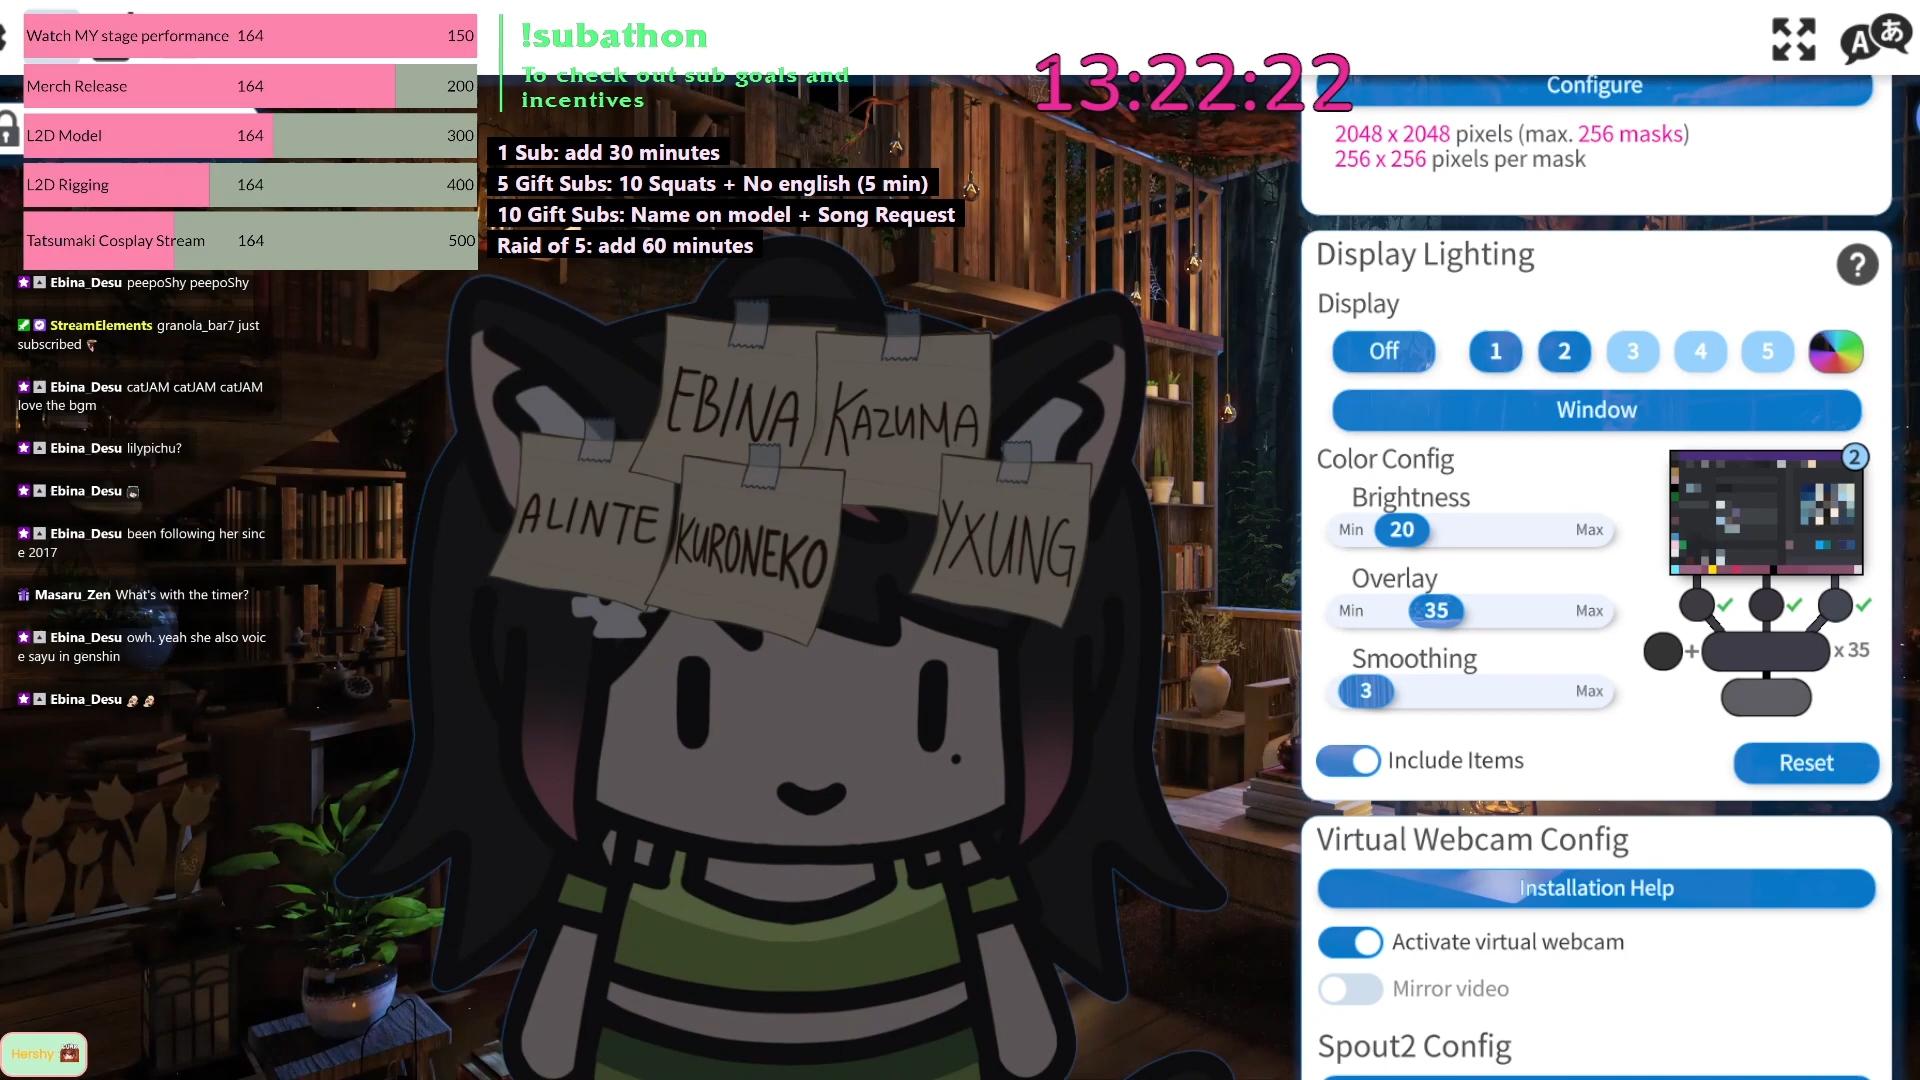 Watch MY stage performance 164 150
Merch Release 164 200
L2D Model 164 300
L2D Rigging 164 400
Tatsumaki Cosplay Stream 164 500
!subathon
To check out sub goals and
incentives
1 Sub: add 30 minutes
5 Gift Subs: 10 Squats + No english (5 min)
10 Gift Subs: Name on model + Song Request
Raid of 5: add 60 minutes
13:22:22
A あ
Ebina_Desu peepoShy peepoShy
StreamElements granola_bar7 just
subscribed
Ebina_Desu catJAM catJAM catJAM
love the bgm
Ebina_Desu lilypichu?
Ebina_Desu
Ebina_Desu been following her sinc
e 2017
Masaru_Zen What's with the timer?
Ebina_Desu owh. yeah she also voic
e sayu in genshin
Ebina_Desu
Hershy
EBINA
KAZUMA
ALINTE
KURONEKO
YXUNG
Configure
2048 x 2048 pixels (max. 256 masks)
256 x 256 pixels per mask
Display Lighting
?
Display
Off 1 2 3 4 5
Window
Color Config
2
Brightness
Min 20 Max
Overlay
Min 35 Max
+ x 35
Smoothing
3 Max
Include Items
Reset
Virtual Webcam Config
Installation Help
Activate virtual webcam
Mirror video
Spout2 Config